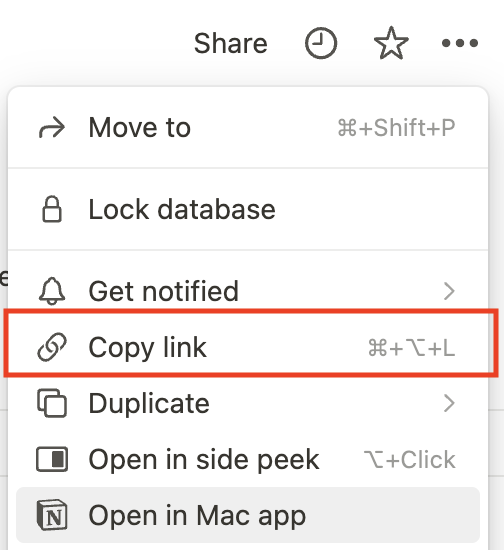 Share
Move to ⌘+Shift+P
Lock database
e
Get notified
Copy link ⌘+⌥+L
Duplicate
Open in side peek ⌥+Click
N Open in Mac app